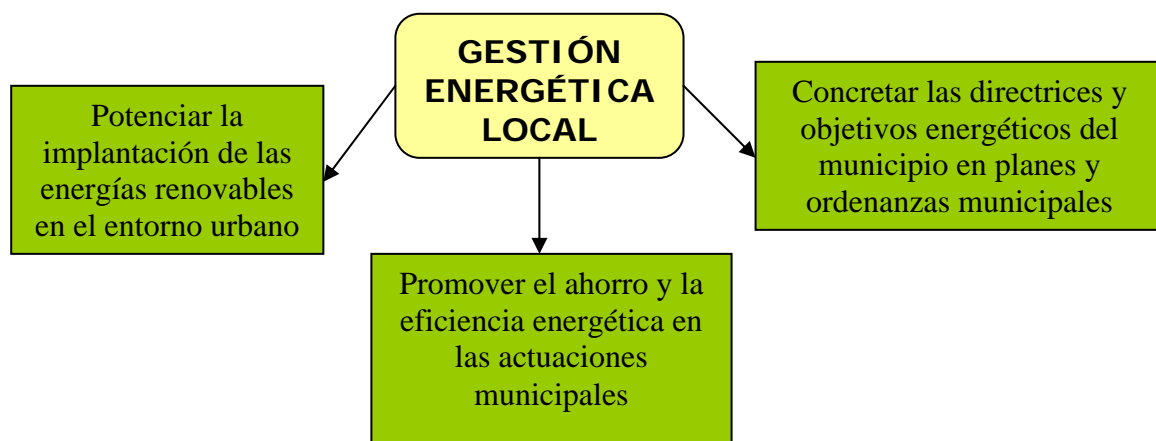 GESTIÓN
ENERGÉTICA
LOCAL
Potenciar la
implantación de las
energías renovables
en el entorno urbano
Promover el ahorro y la
eficiencia energética en
las actuaciones
municipales
Concretar las directrices y
objetivos energéticos del
municipio en planes y
ordenanzas municipales